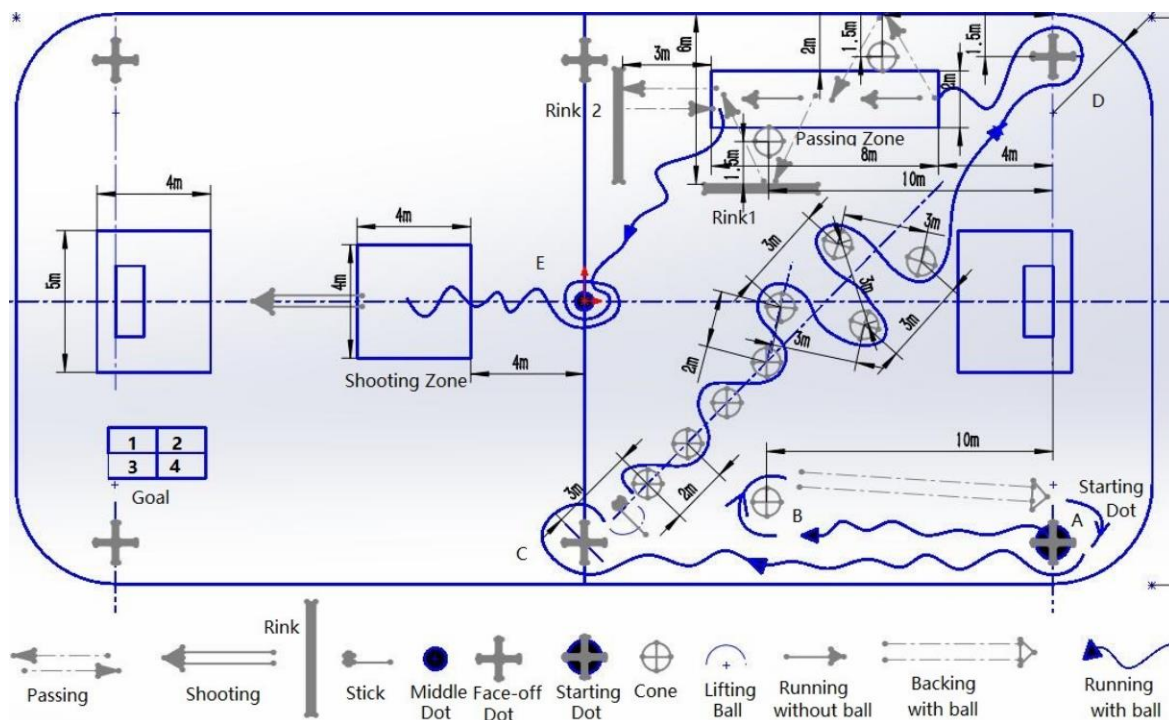 6m
2m
1.5m
1.5m
3m
Rink 2
2m
D
Passing Zone
8m
4m
1.5m
10m
Rink1
4m
4m
3m
3m
3m
3m
E
5m
4m
2m
3m
Shooting Zone
4m
1 2
3 4
Goal
10m
3m
2m
Starting
Dot
B
A
C
Rink
Passing
Shooting
Stick
Middle
Dot
Face-off
Dot
Starting
Dot
Cone
Lifting
Ball
Running
without ball
Backing
with ball
Running
with ball